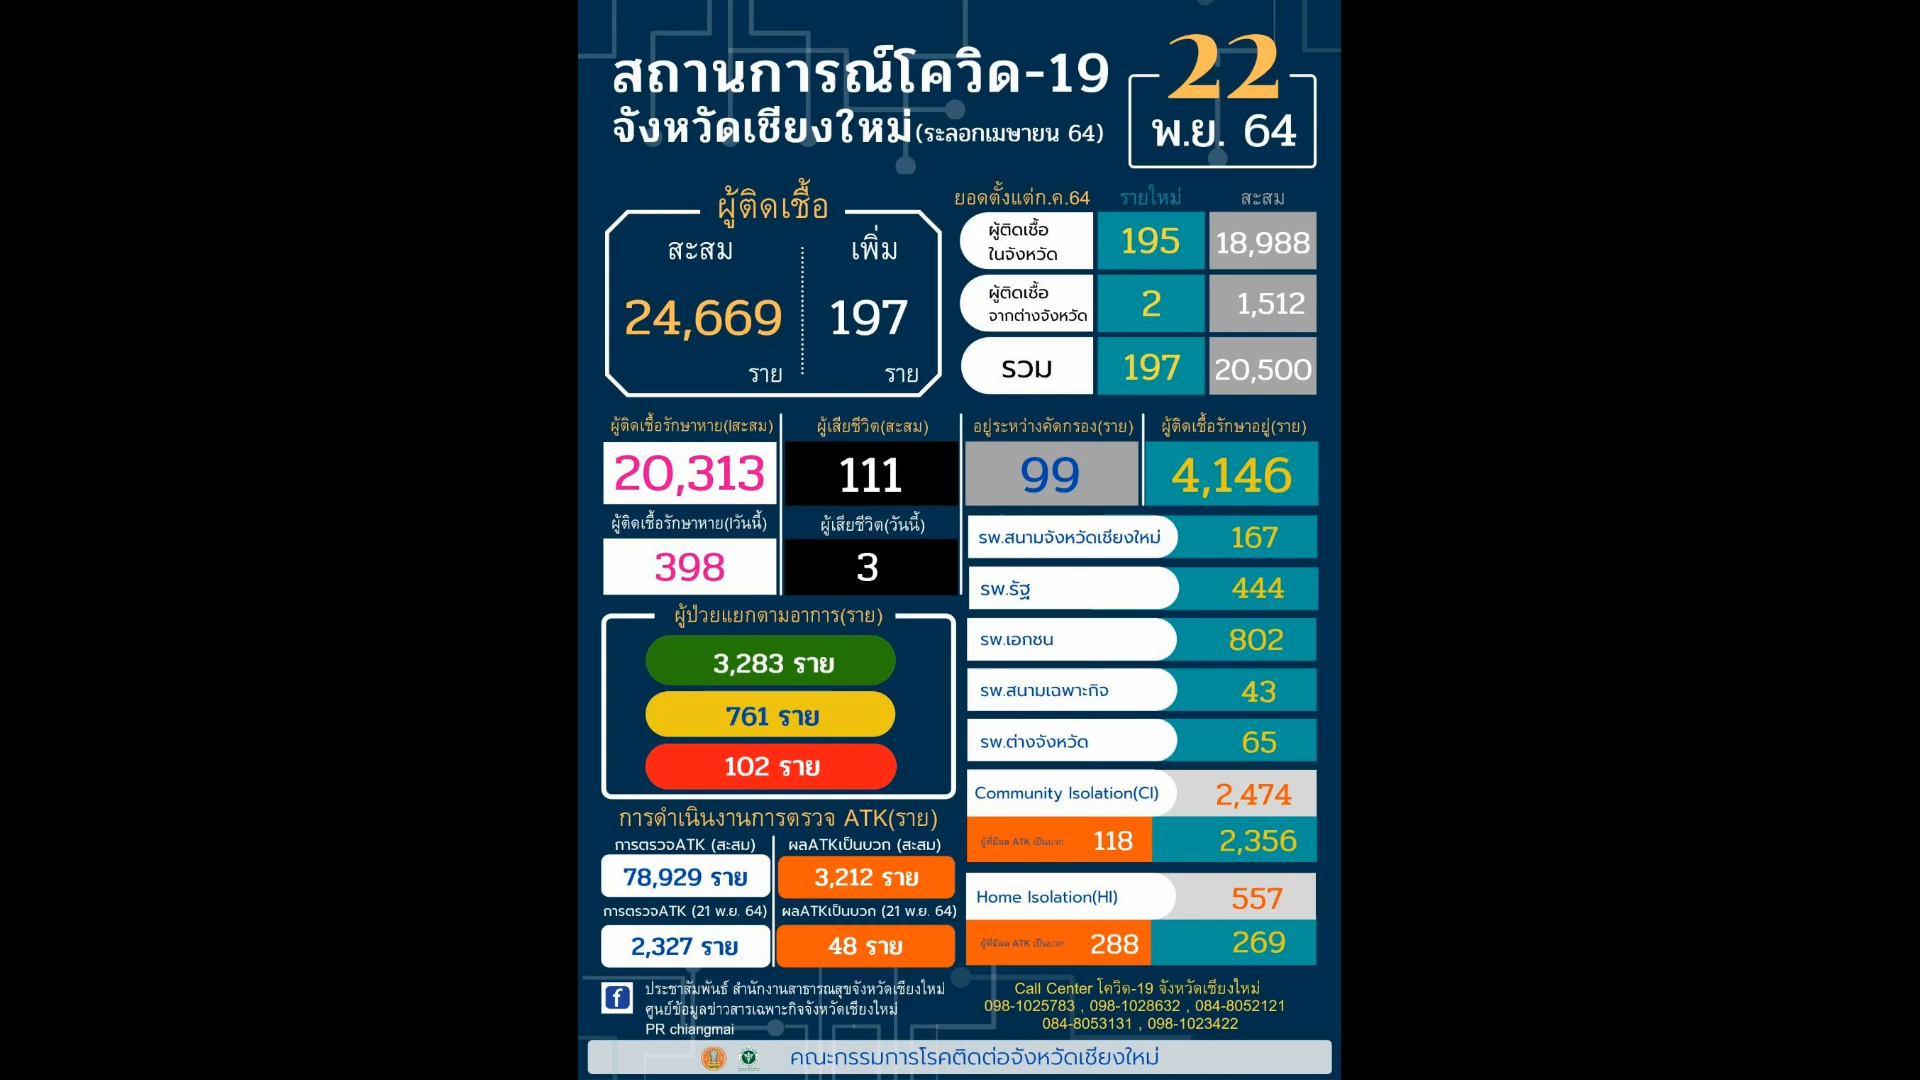 สถานการณ์โควิด-19
จังหวัดเชียงใหม่(ระลอกเมษายน 64)
22
พ.ย. 64
ผู้ติดเชื้อ
สะสม
เพิ่ม
24,669
197
ราย
ราย
ยอดตั้งแต่ก.ค.64 รายใหม่ สะสม
ผู้ติดเชื้อ
ในจังหวัด
195
18,988
ผู้ติดเชื้อ
จากต่างจังหวัด
2
1,512
รวม
197
20,500
ผู้ติดเชื้อรักษาหาย(lสะสม)
20,313
ผู้เสียชีวิต(สะสม)
111
อยู่ระหว่างคัดกรอง(ราย)
99
ผู้ติดเชื้อรักษาอยู่(ราย)
4,146
ผู้ติดเชื้อรักษาหาย(lวันนี้)
398
ผู้เสียชีวิต(วันนี้)
3
รพ.สนามจังหวัดเชียงใหม่ 167
รพ.รัฐ 444
รพ.เอกชน 802
รพ.สนามเฉพาะกิจ 43
รพ.ต่างจังหวัด 65
Community Isolation(CI) 2,474
ผู้ที่มีผล ATK เป็นบวก 118 2,356
Home Isolation(HI) 557
ผู้ที่มีผล ATK เป็นบวก 288 269
ผู้ป่วยแยกตามอาการ(ราย)
3,283 ราย
761 ราย
102 ราย
การดำเนินงานการตรวจ ATK(ราย)
การตรวจATK (สะสม)
78,929 ราย
ผลATKเป็นบวก (สะสม)
3,212 ราย
การตรวจATK (21 พ.ย. 64)
2,327 ราย
ผลATKเป็นบวก (21 พ.ย. 64)
48 ราย
ประชาสัมพันธ์ สำนักงานสาธารณสุขจังหวัดเชียงใหม่
ศูนย์ข้อมูลข่าวสารเฉพาะกิจจังหวัดเชียงใหม่
PR chiangmai
Call Center โควิด-19 จังหวัดเชียงใหม่
098-1025783 , 098-1028632 , 084-8052121
084-8053131 , 098-1023422
คณะกรรมการโรคติดต่อจังหวัดเชียงใหม่